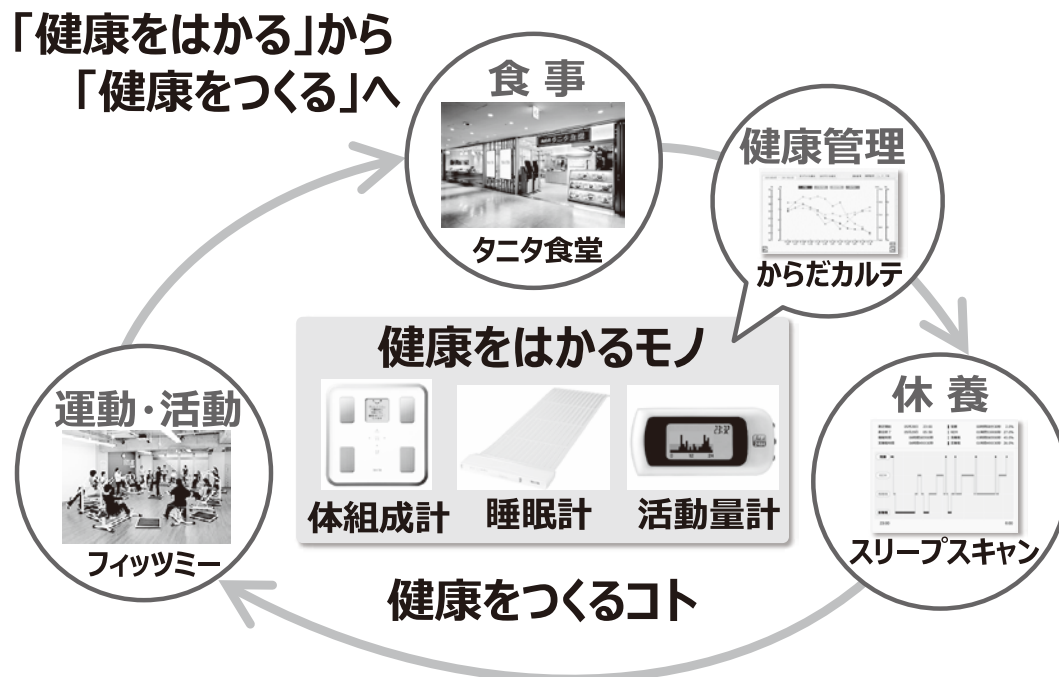 「健康をはかる」から
「健康をつくる」へ
食事
タニタ食堂
健康管理
からだカルテ
健康をはかるモノ
体組成計
睡眠計
活動量計
運動・活動
フィッツミー
休養
スリープスキャン
健康をつくるコト